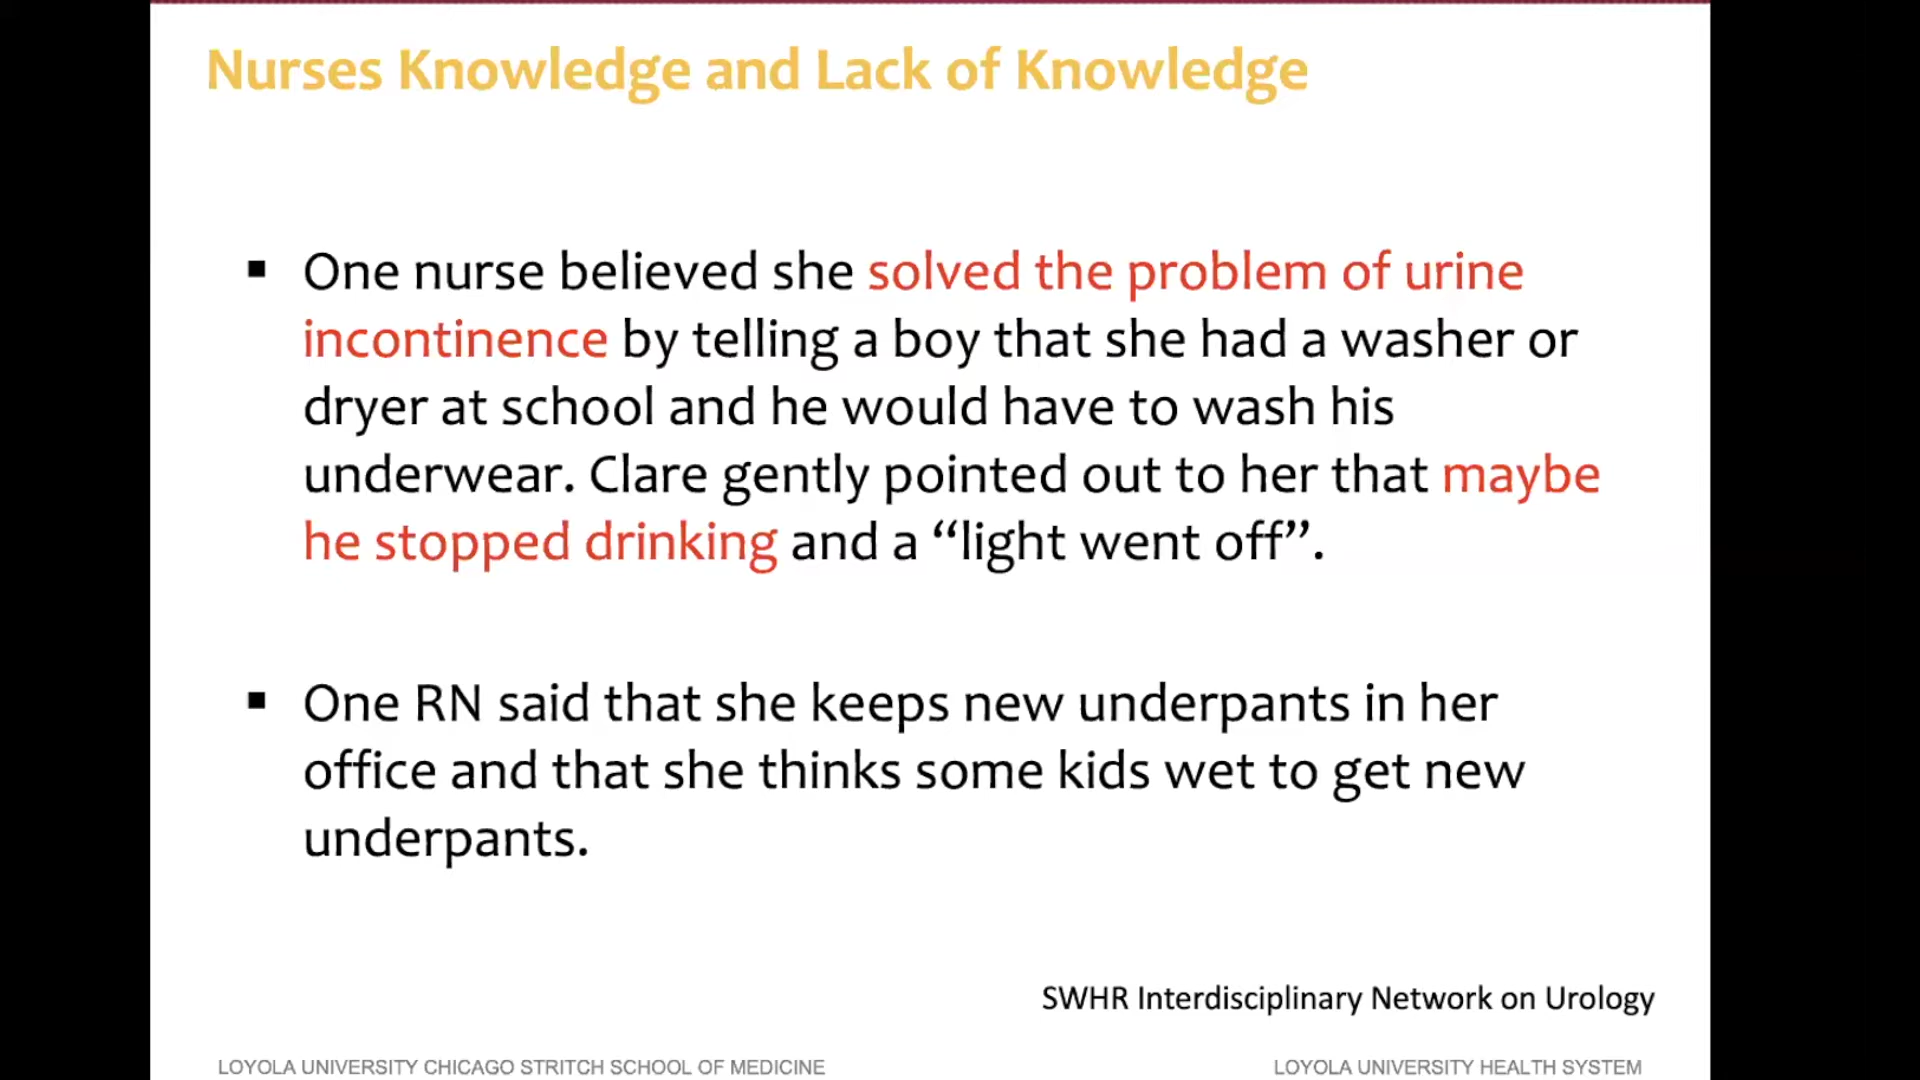 Nurses Knowledge and Lack of Knowledge
▪ One nurse believed she solved the problem of urine
incontinence by telling a boy that she had a washer or
dryer at school and he would have to wash his
underwear. Clare gently pointed out to her that maybe
he stopped drinking and a “light went off”.
▪ One RN said that she keeps new underpants in her
office and that she thinks some kids wet to get new
underpants.
SWHR Interdisciplinary Network on Urology
LOYOLA UNIVERSITY CHICAGO STRITCH SCHOOL OF MEDICINE
LOYOLA UNIVERSITY HEALTH SYSTEM